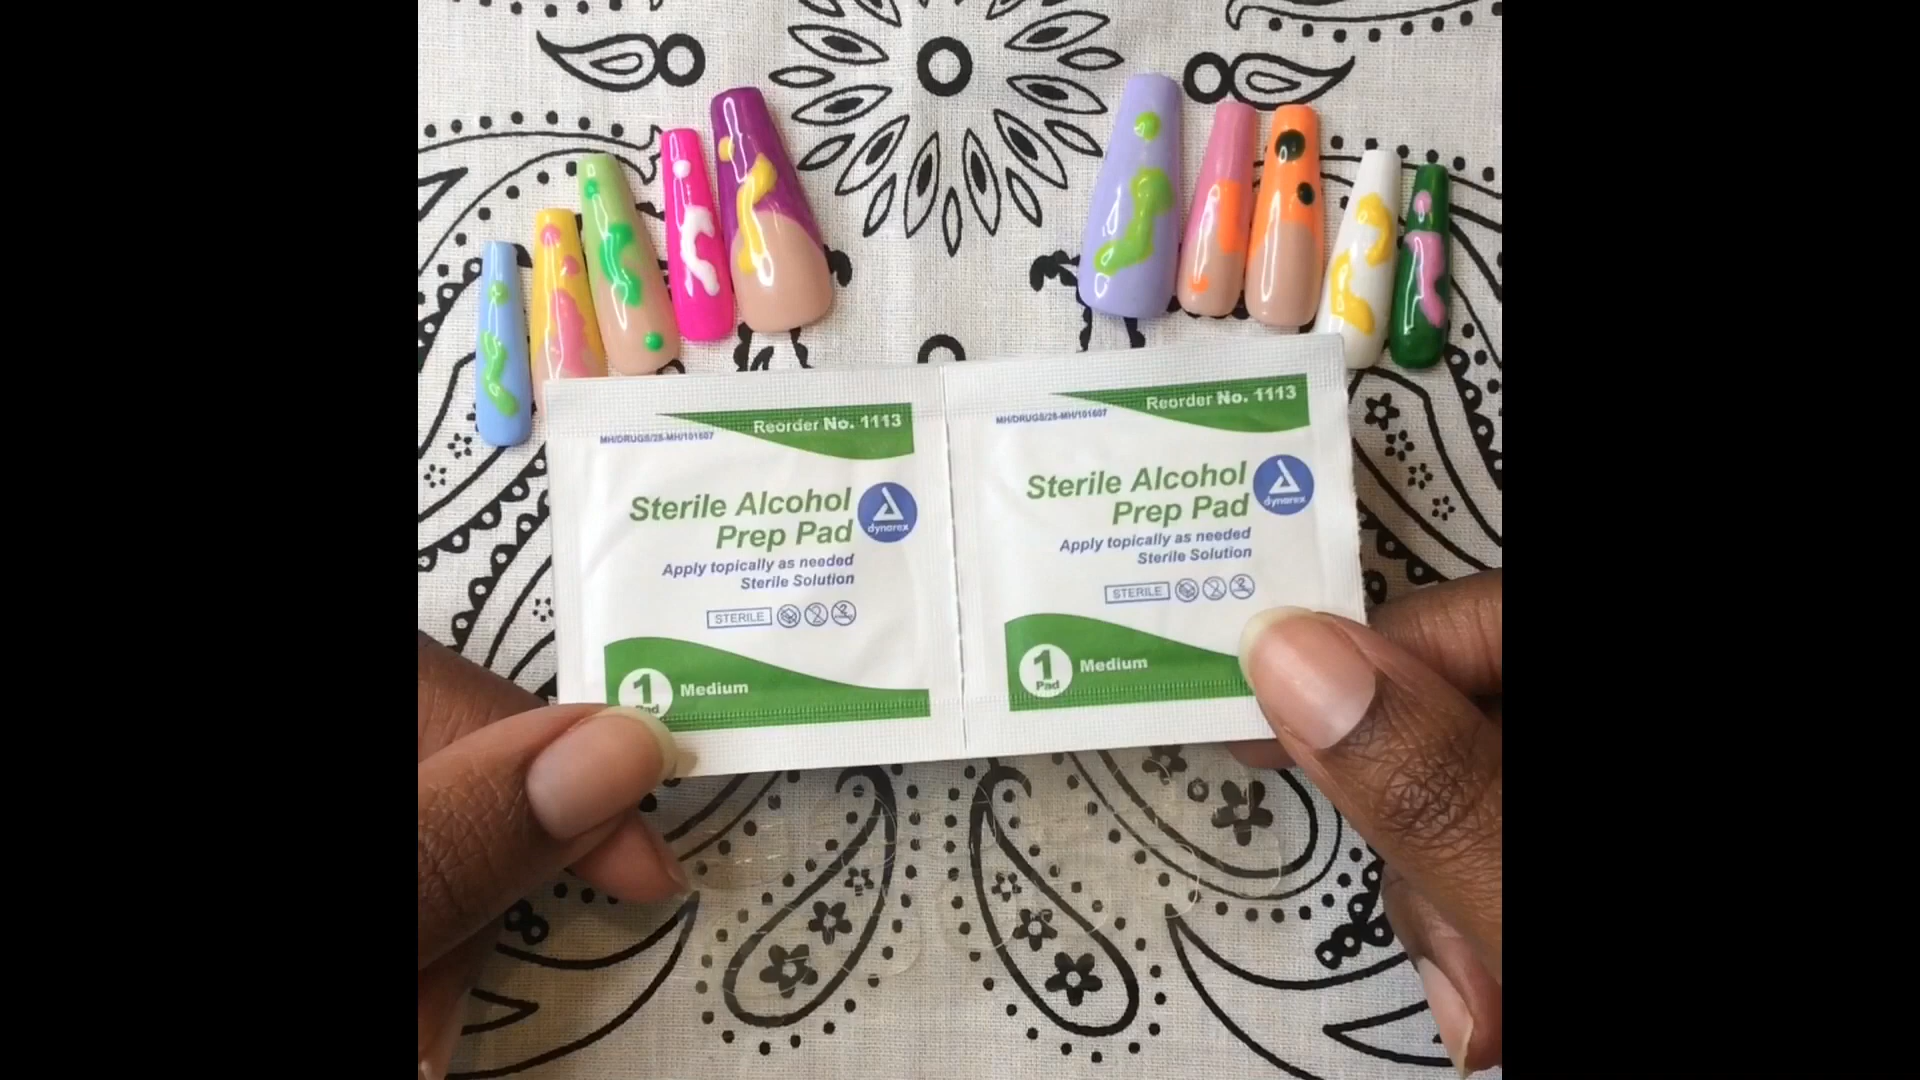 Reorder No. 1113
MH/DRUGS/28-MH/101607
Sterile Alcohol
Prep Pad
dynarex
Apply topically as needed
Sterile Solution
STERILE
1
Pad
Medium
Reorder No. 1113
MH/DRUGS/28-MH/101607
Sterile Alcohol
Prep Pad
dynarex
Apply topically as needed
Sterile Solution
STERILE
1
Pad
Medium